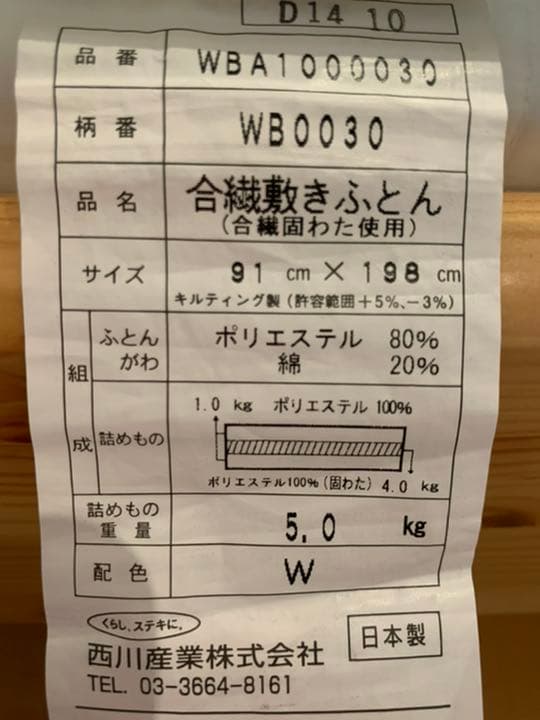 D14 10
品番 WBA1000030
柄番 WB0030
品名 合繊敷きふとん
(合繊固わた使用)
サイズ 91 cm × 198 cm
キルティング製(許容範囲+5%、-3%)
組成
ふとんがわ
ポリエステル 80%
綿 20%
詰めもの
1.0 kg ポリエステル 100%
ポリエステル100%(固わた) 4.0 kg
詰めもの重量 5.0 kg
配色 W
くらし、ステキに。
西川産業株式会社 日本製
TEL. 03-3664-8161